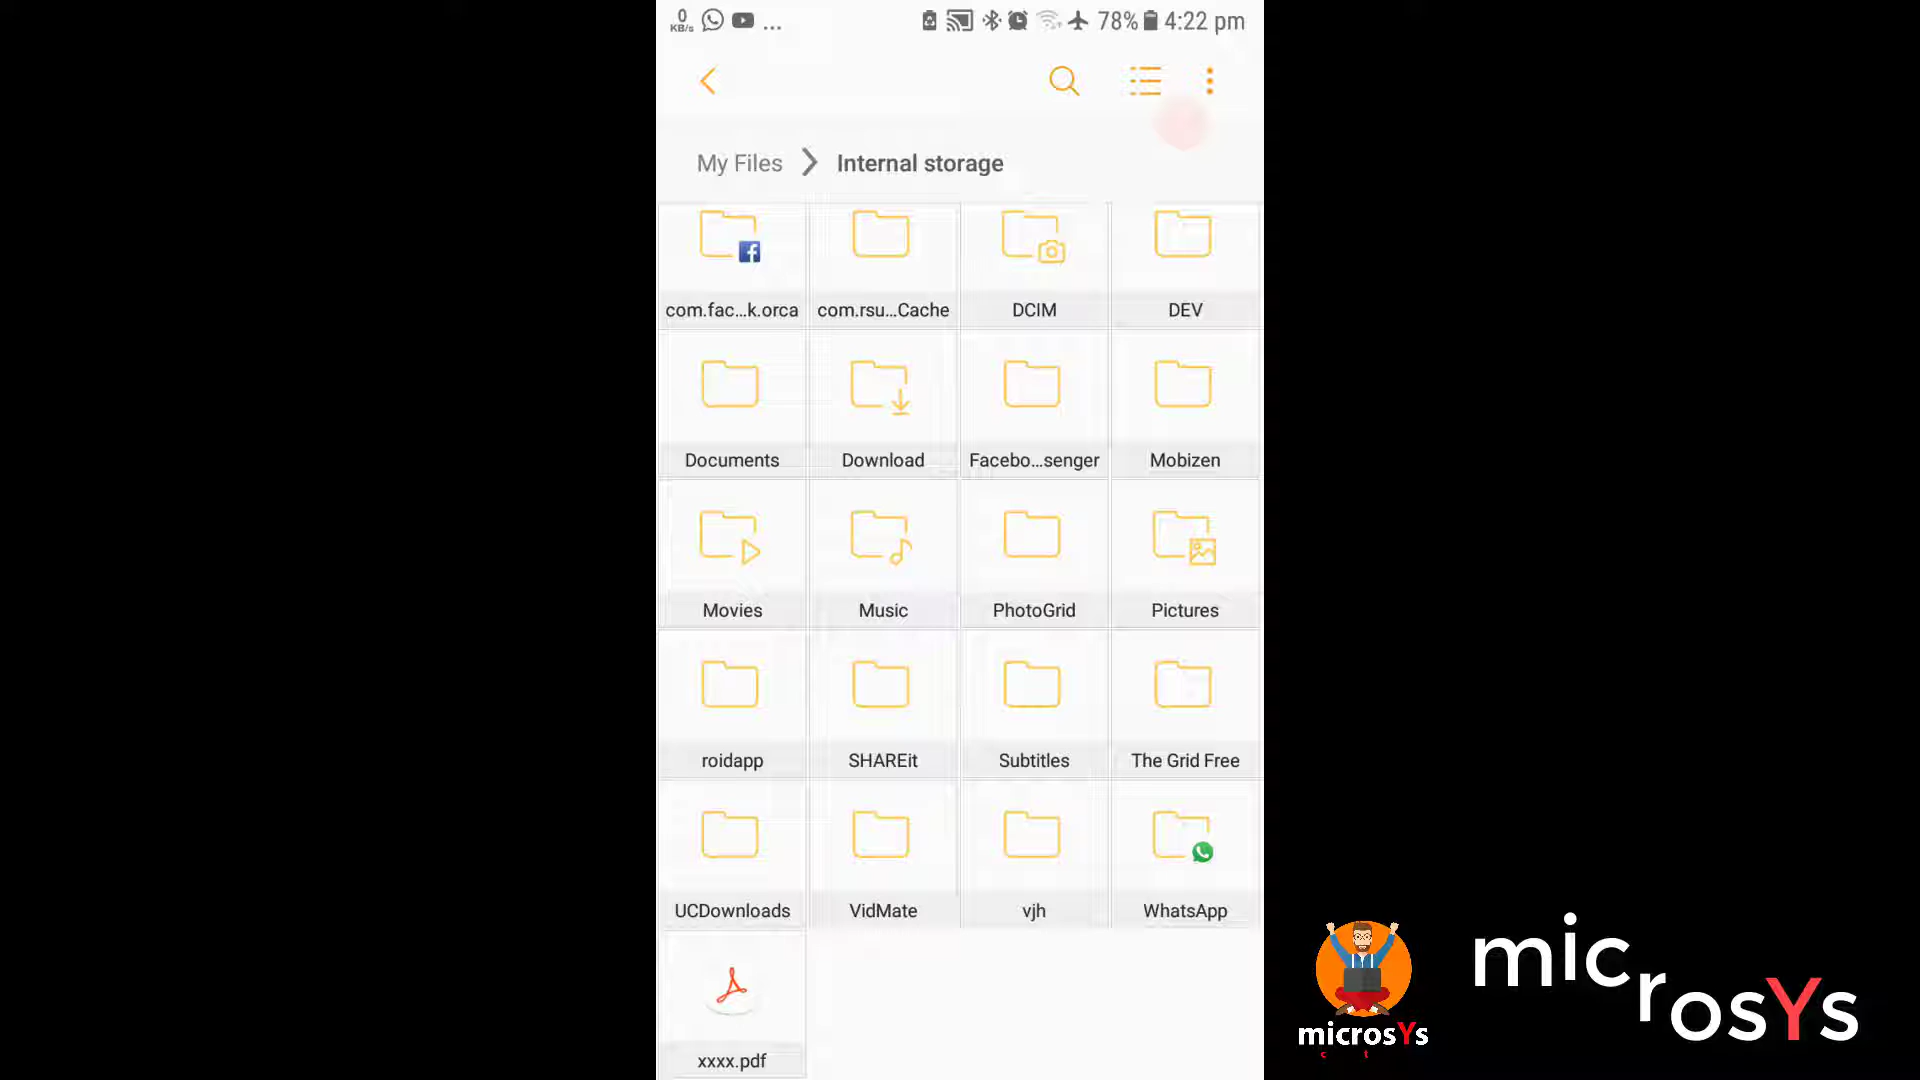 0 KB/s ... 78% 4:22 pm
My Files Internal storage
com.fac...k.orca com.rsu...Cache DCIM DEV
Documents Download Facebo...senger Mobizen
Movies Music PhotoGrid Pictures
roidapp SHAREit Subtitles The Grid Free
UCDownloads VidMate vjh WhatsApp
xxxx.pdf
microsYs
c t
microsYs